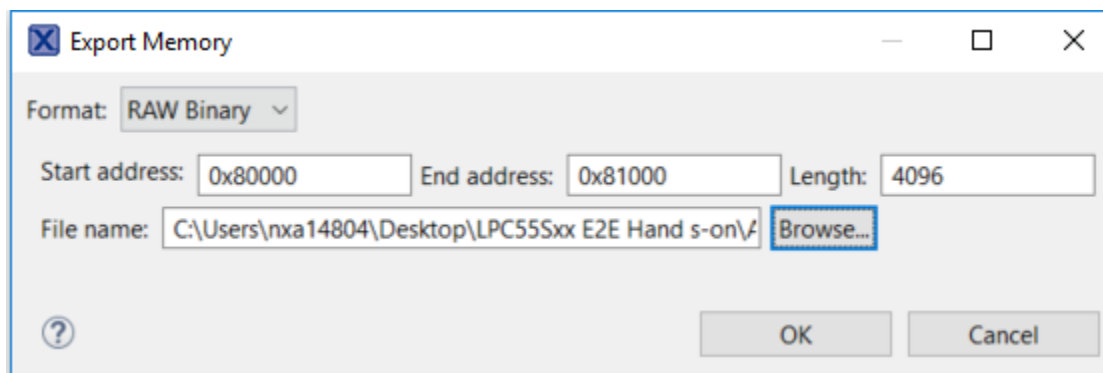 Export Memory
Format: RAW Binary
Start address: 0x80000 End address: 0x81000 Length: 4096
File name: C:\Users\nxa14804\Desktop\LPC55Sxx E2E Hand s-on\A Browse...
? OK Cancel